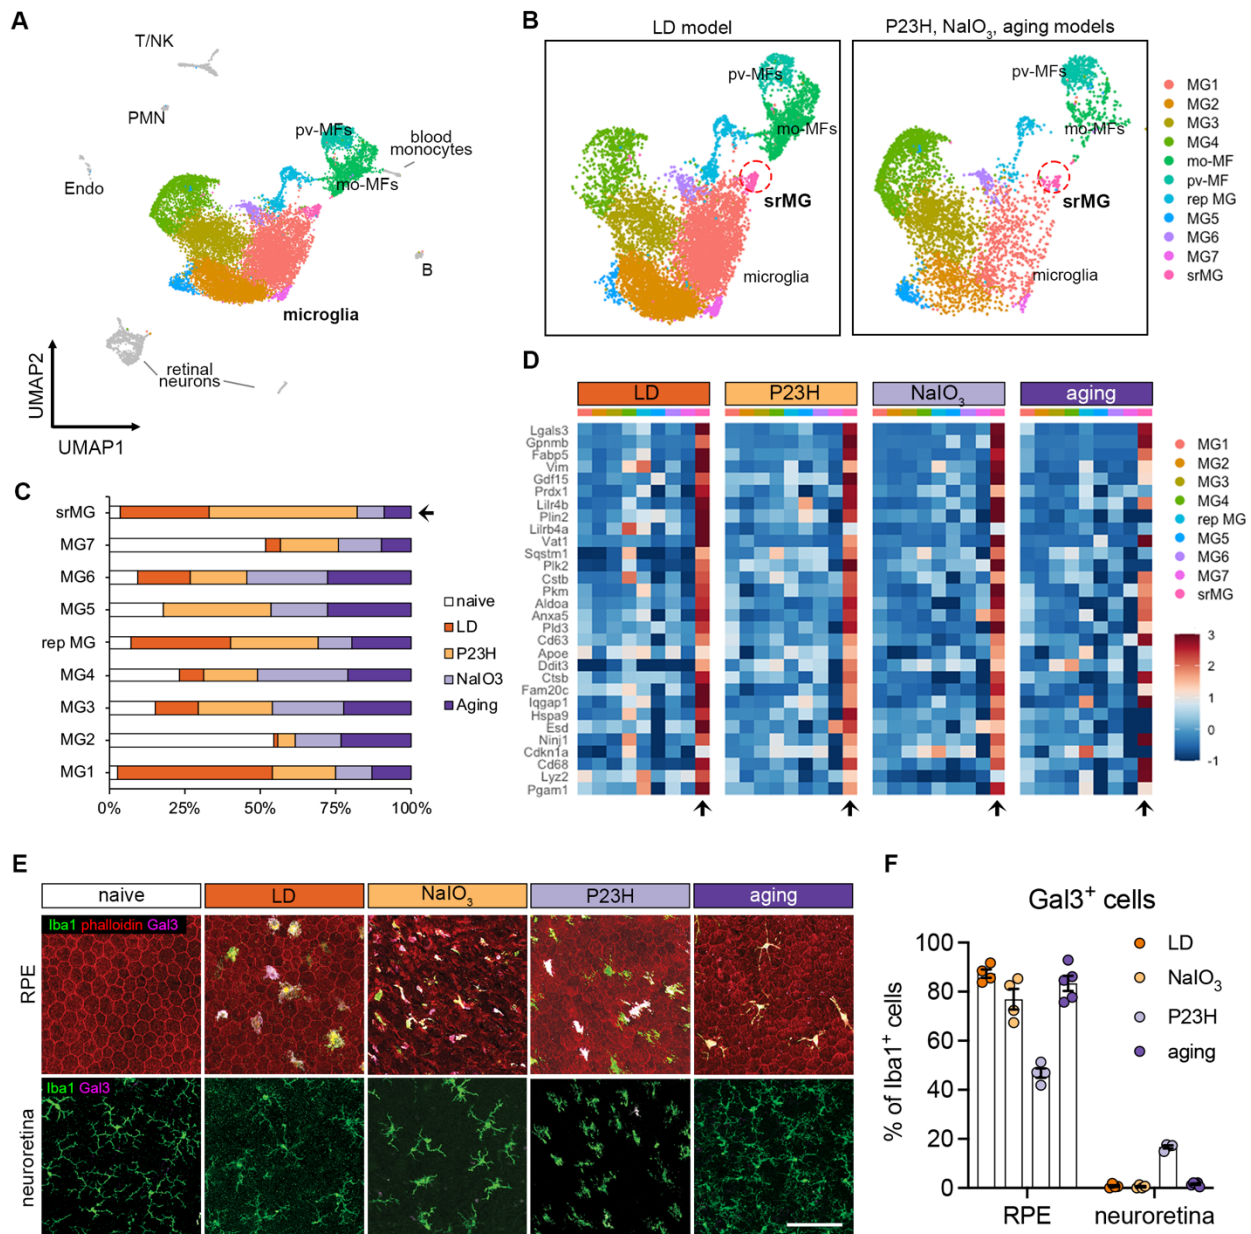 A
T/NK
PMN
Endo
pv-MFs
blood
monocytes
mo-MFs
B
microglia
retinal
neurons
UMAP2
UMAP1
B
LD model
P23H, NaIO3, aging models
pv-MFs
mo-MFs
srMG
microglia
pv-MFs
mo-MFs
srMG
microglia
MG1
MG2
MG3
MG4
mo-MF
pv-MF
rep MG
MG5
MG6
MG7
srMG
C
srMG
MG7
MG6
MG5
rep MG
MG4
MG3
MG2
MG1
0%
25%
50%
75%
100%
naive
LD
P23H
NaIO3
Aging
D
LD
P23H
NaIO3
aging
Lgals3
Gpnmb
Fabp5
Vim
Gdf15
Prdx1
Lilr4b
Plin2
Lilrb4a
Vat1
Sqstm1
Plk2
Cstb
Pkm
Aldoa
Anxa5
Pld3
Cd63
Apoe
Ddit3
Ctsb
Fam20c
Iqgap1
Hspa9
Esd
Ninj1
Cdkn1a
Cd68
Lyz2
Pgam1
MG1
MG2
MG3
MG4
rep MG
MG5
MG6
MG7
srMG
3
2
1
0
-1
E
naive
LD
NaIO3
P23H
aging
Iba1 phalloidin Gal3
RPE
Iba1 Gal3
neuroretina
F
Gal3+ cells
% of Iba1+ cells
100
80
60
40
20
0
RPE
neuroretina
LD
NaIO3
P23H
aging